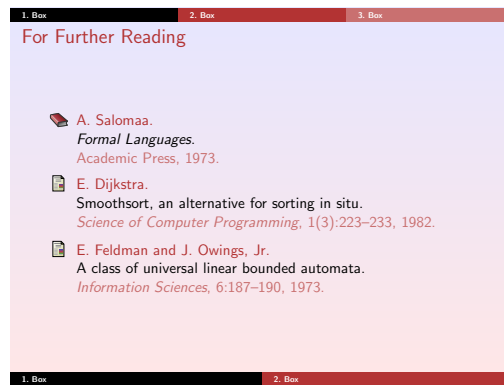 1. Box 2. Box 3. Box
For Further Reading
A. Salomaa.
Formal Languages.
Academic Press, 1973.
E. Dijkstra.
Smoothsort, an alternative for sorting in situ.
Science of Computer Programming, 1(3):223–233, 1982.
E. Feldman and J. Owings, Jr.
A class of universal linear bounded automata.
Information Sciences, 6:187–190, 1973.
1. Box 2. Box